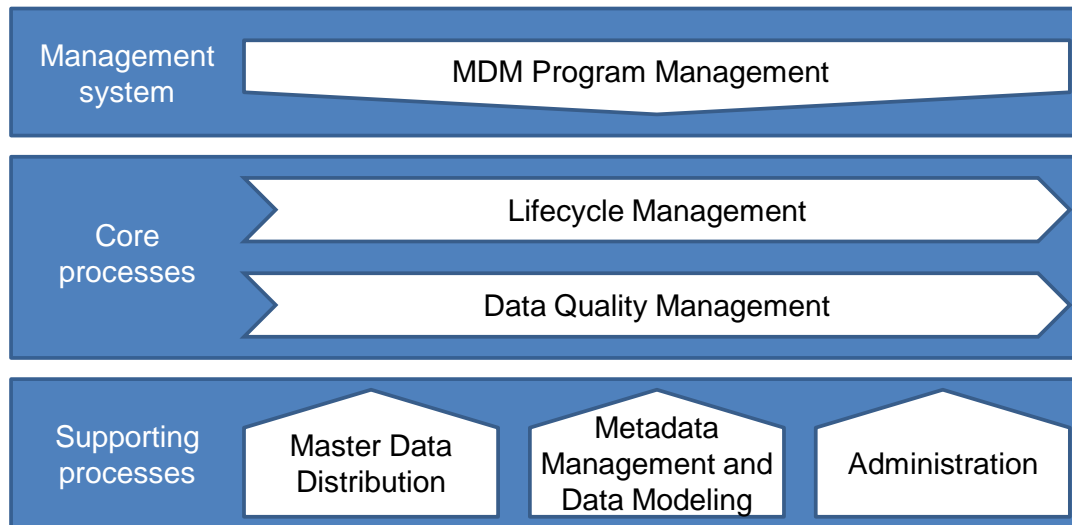 Management
system
MDM Program Management
Core
processes
Lifecycle Management
Data Quality Management
Supporting
processes
Master Data
Distribution
Metadata
Management and
Data Modeling
Administration